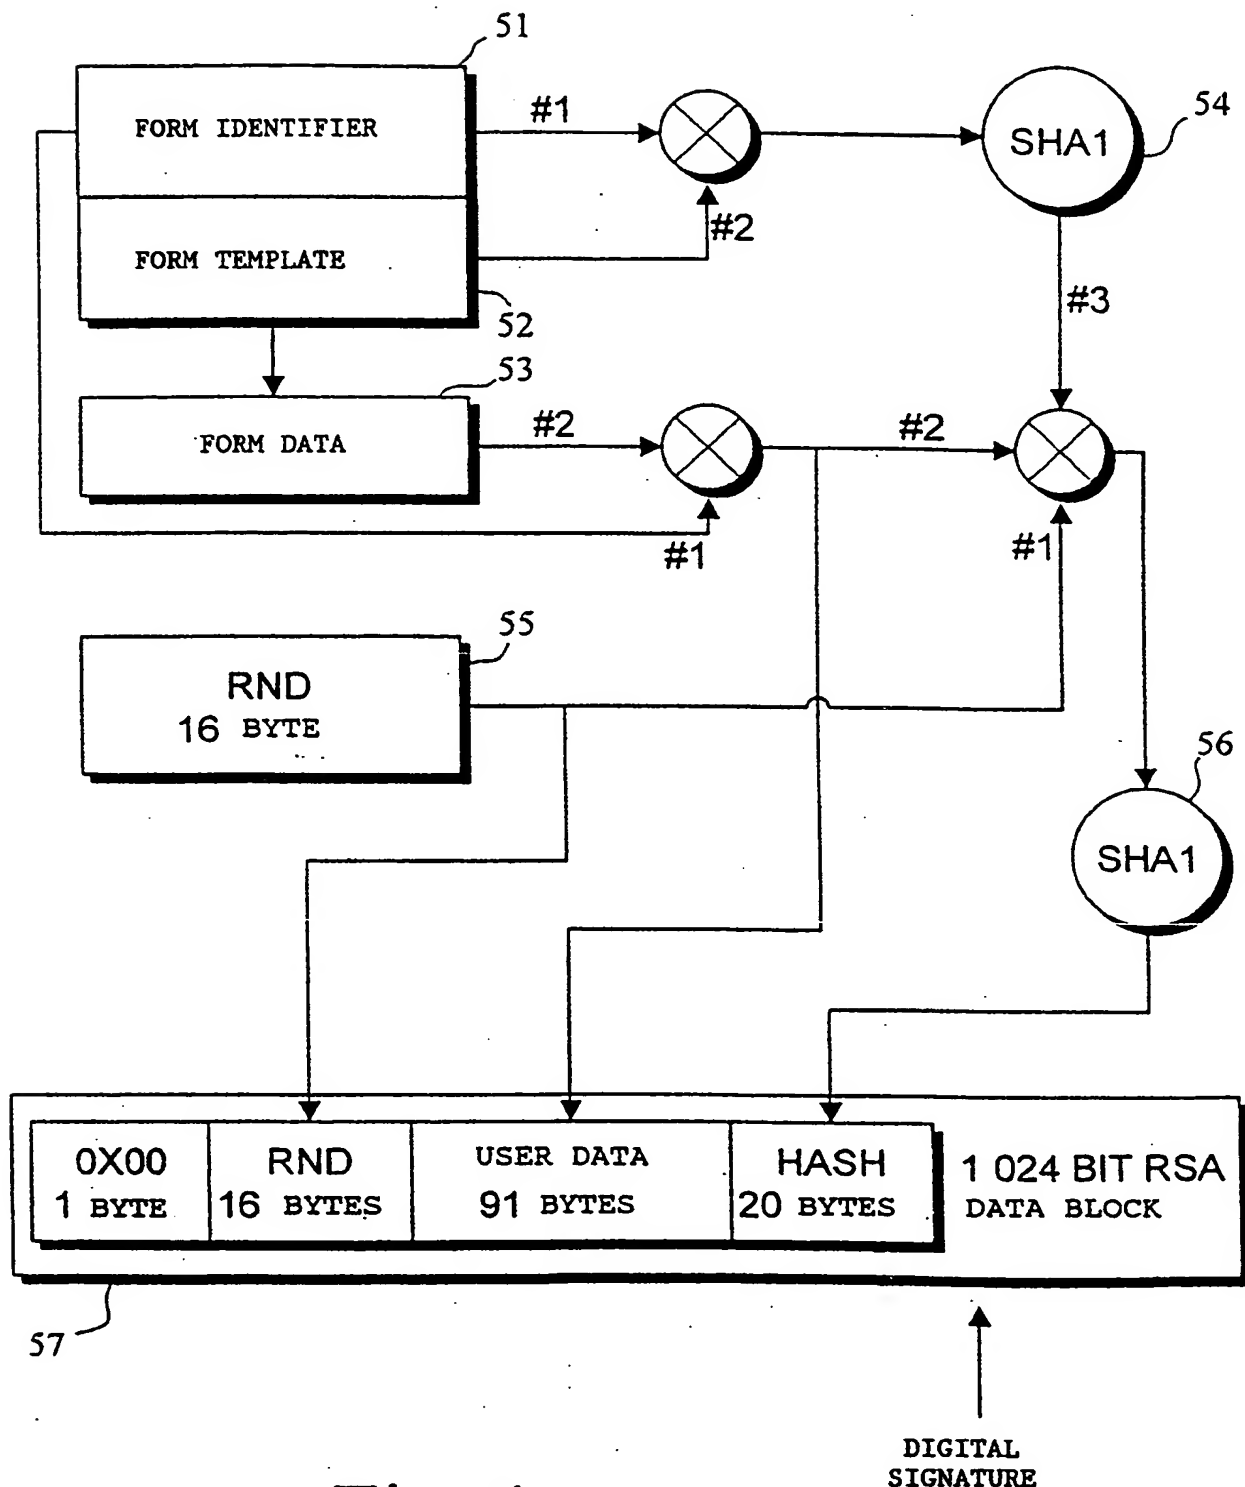 51
FORM IDENTIFIER
#1
SHA1
54
FORM TEMPLATE
#2
52
#3
53
FORM DATA
#2
#2
#1
#1
55
RND
16 BYTE
56
SHA1
0X00
1 BYTE
RND
16 BYTES
USER DATA
91 BYTES
HASH
20 BYTES
1 024 BIT RSA
DATA BLOCK
57
DIGITAL
SIGNATURE